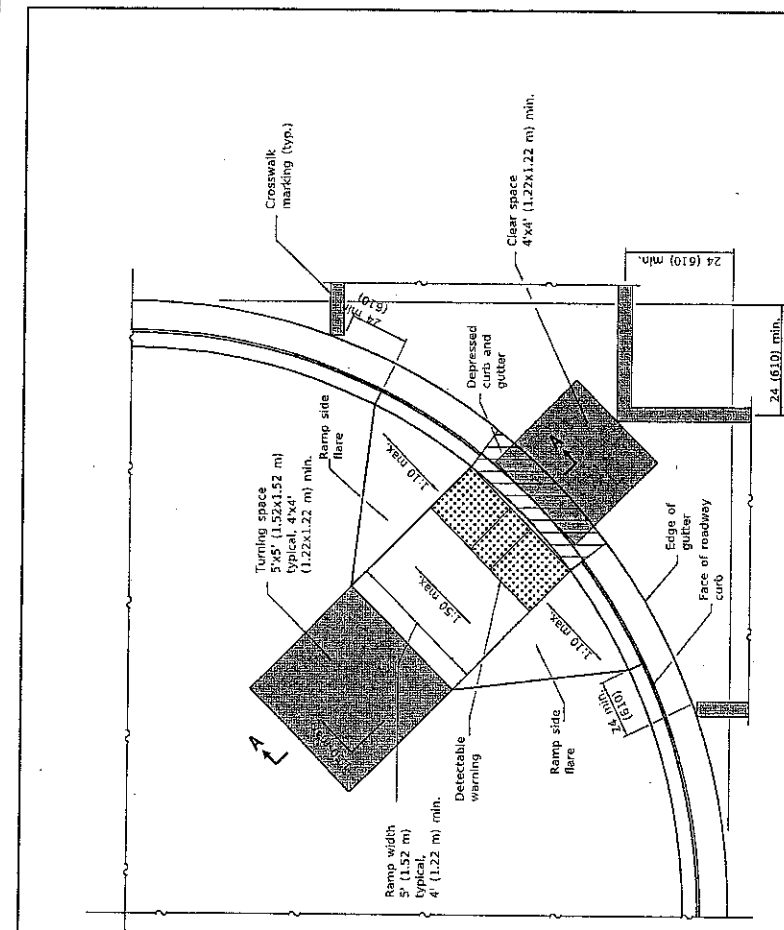 Crosswalk
marking (typ.)
Clear space
4'x4' (1.22x1.22 m) min.
24 (610) min.
24 (610) min.
24 min.
(610)
Depressed
curb and
gutter
Ramp side
flare
1:10 max.
Turning space
5'x5' (1.52x1.52 m)
typical, 4'x4'
(1.22x1.22 m) min.
1:50 max.
A
A
Edge of
gutter
Face of roadway
curb
1:10 max.
24 min.
(610)
Ramp side
flare
Detectable
warning
Ramp width
5' (1.52 m)
typical,
4' (1.22 m) min.